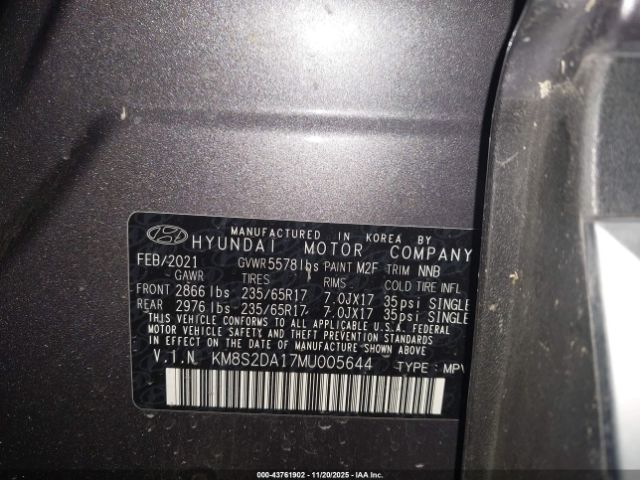 MANUFACTURED IN KOREA BY
HYUNDAI MOTOR COMPANY
FEB/2021 GVWR 5578 lbs PAINT M2F TRIM NNB
GAWR TIRES RIMS COLD TIRE INFL
FRONT 2866 lbs 235/65R17 7.0JX17 35psi SINGLE
REAR 2976 lbs 235/65R17 7.0JX17 35psi SINGLE
THIS VEHICLE CONFORMS TO ALL APPLICABLE U.S.A. FEDERAL
MOTOR VEHICLE SAFETY AND THEFT PREVENTION STANDARDS
IN EFFECT ON THE DATE OF MANUFACTURE SHOWN ABOVE.
V.I.N. KM8S2DA17MU005644 TYPE: MPV
000-43761902 - 11/20/2025 - IAA Inc.